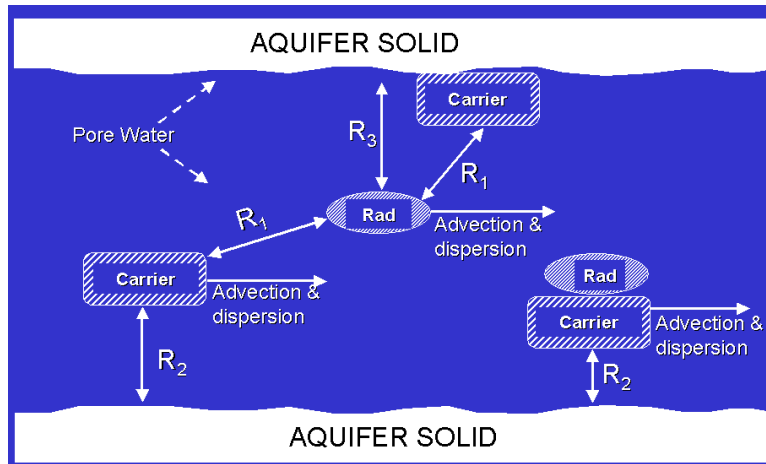 AQUIFER SOLID
Carrier
Pore Water
R3
R1
R1
Rad
Advection &
dispersion
Carrier
Advection &
dispersion
Rad
Carrier
Advection &
dispersion
R2
R2
AQUIFER SOLID